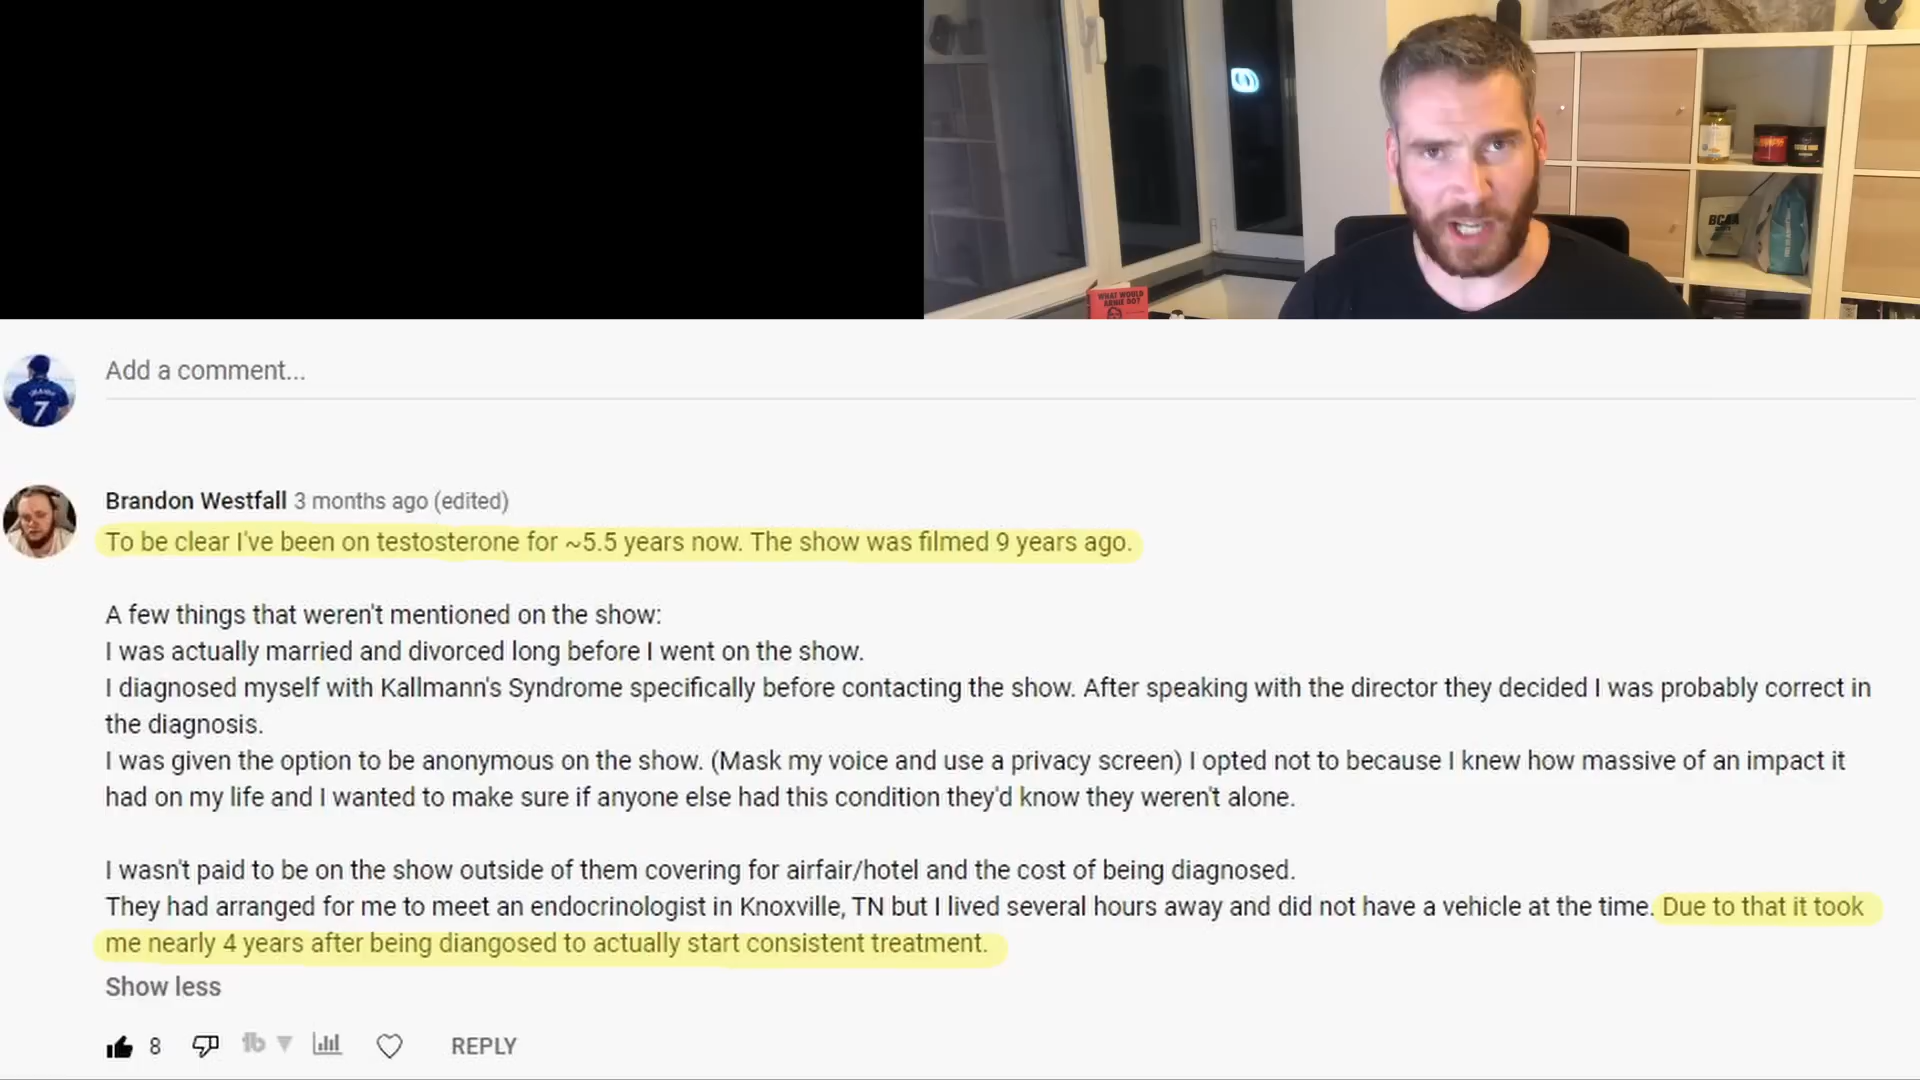 BCAA
WHAT WOULD
ARNIE DO?
Add a comment...
7
Brandon Westfall 3 months ago (edited)
To be clear I've been on testosterone for ~5.5 years now. The show was filmed 9 years ago.
A few things that weren't mentioned on the show:
I was actually married and divorced long before I went on the show.
I diagnosed myself with Kallmann's Syndrome specifically before contacting the show. After speaking with the director they decided I was probably correct in
the diagnosis.
I was given the option to be anonymous on the show. (Mask my voice and use a privacy screen) I opted not to because I knew how massive of an impact it
had on my life and I wanted to make sure if anyone else had this condition they'd know they weren't alone.
I wasn't paid to be on the show outside of them covering for airfair/hotel and the cost of being diagnosed.
They had arranged for me to meet an endocrinologist in Knoxville, TN but I lived several hours away and did not have a vehicle at the time. Due to that it took
me nearly 4 years after being diangosed to actually start consistent treatment.
Show less
8
REPLY